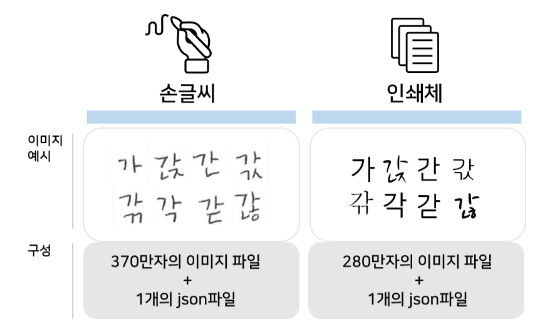 손글씨
인쇄체
이미지
예시
가 갅 간 갃
갂 각 갇 갆
가 갅 간 갃
갂 각 갇 갆
구성
370만자의 이미지 파일
+
1개의 json파일
280만자의 이미지 파일
+
1개의 json파일